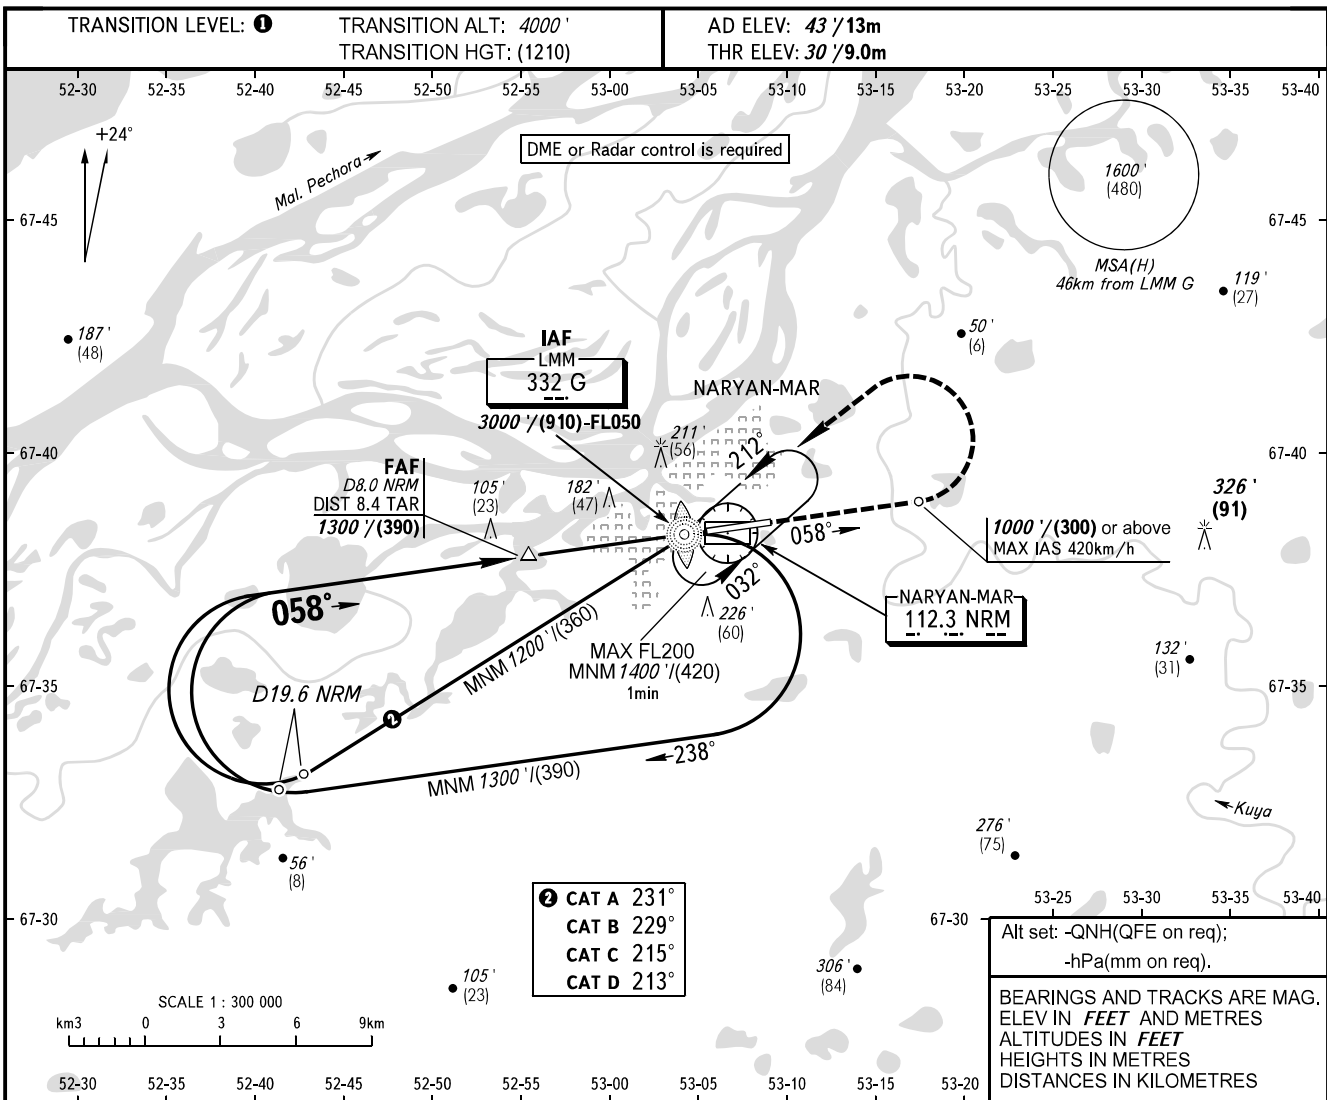 TRANSITION LEVEL: ❶
TRANSITION ALT: 4000 '
TRANSITION HGT: (1210)
AD ELEV: 43 '/13m
THR ELEV: 30 '/9.0m
52-30 52-35 52-40 52-45 52-50 52-55 53-00 53-05 53-10 53-15 53-20 53-25 53-30 53-35 53-40
+24°
DME or Radar control is required
Mal. Pechora
1600 '
(480)
67-45
67-45
MSA(H)
46km from LMM G
119 '
(27)
187 '
(48)
50 '
(6)
IAF
LMM
332 G
3000 '/(910)-FL050
NARYAN-MAR
211 '
(56)
212°
67-40
67-40
FAF
D8.0 NRM
DIST 8.4 TAR
1300 '/(390)
105 '
(23)
182 '
(47)
326 '
(91)
058°
1000 '/(300) or above
MAX IAS 420km/h
032°
NARYAN-MAR
112.3 NRM
058°
226 '
(60)
MNM 1200 '/(360)
MAX FL200
MNM 1400 '/(420)
1min
132 '
(31)
67-35
67-35
D19.6 NRM
❷
238°
MNM 1300 '/(390)
Kuya
276 '
(75)
56 '
(8)
❷ CAT A 231°
CAT B 229°
CAT C 215°
CAT D 213°
53-25 53-30 53-35 53-40
67-30
67-30
Alt set: -QNH(QFE on req);
-hPa(mm on req).
306 '
(84)
105 '
(23)
SCALE 1 : 300 000
km3 0 3 6 9km
BEARINGS AND TRACKS ARE MAG.
ELEV IN FEET AND METRES
ALTITUDES IN FEET
HEIGHTS IN METRES
DISTANCES IN KILOMETRES
52-30 52-35 52-40 52-45 52-50 52-55 53-00 53-05 53-10 53-15 53-20